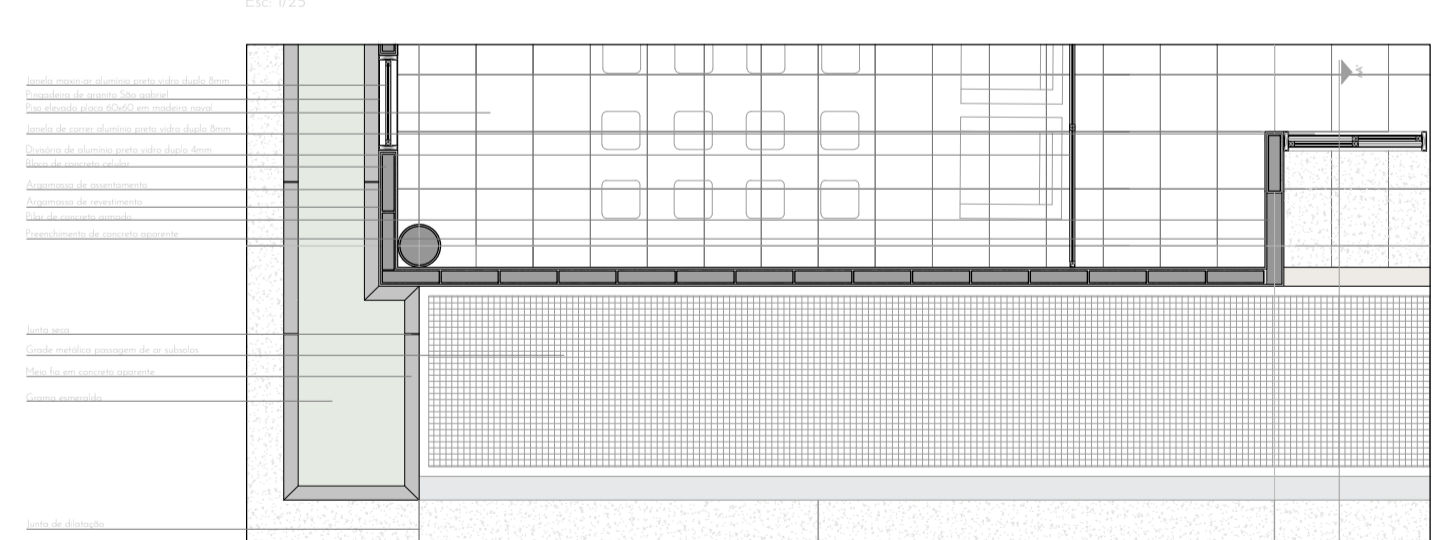 Esc: 1/25
Janela maxin-ar alumínio preto vidro duplo 8mm
Pingadeira de granito São gabriel
Piso elevado placa 60x60 em madeira naval
Janela de correr alumínio preto vidro duplo 8mm
Divisória de alumínio preto vidro duplo 4mm
Bloco de concreto celular
Argamassa de assentamento
Argamassa de revestimento
Pilar de concreto armado
Preenchimento de concreto aparente
Junta seca
Grade metálica passagem de ar subsolos
Meio fio em concreto aparente
Grama esmeralda
Junta de dilatação